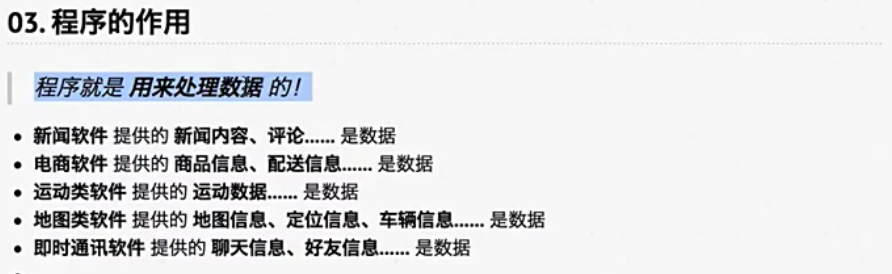 03. 程序的作用
程序就是 用来处理数据 的！
• 新闻软件 提供的 新闻内容、评论…… 是数据
• 电商软件 提供的 商品信息、配送信息…… 是数据
• 运动类软件 提供的 运动数据…… 是数据
• 地图类软件 提供的 地图信息、定位信息、车辆信息…… 是数据
• 即时通讯软件 提供的 聊天信息、好友信息…… 是数据